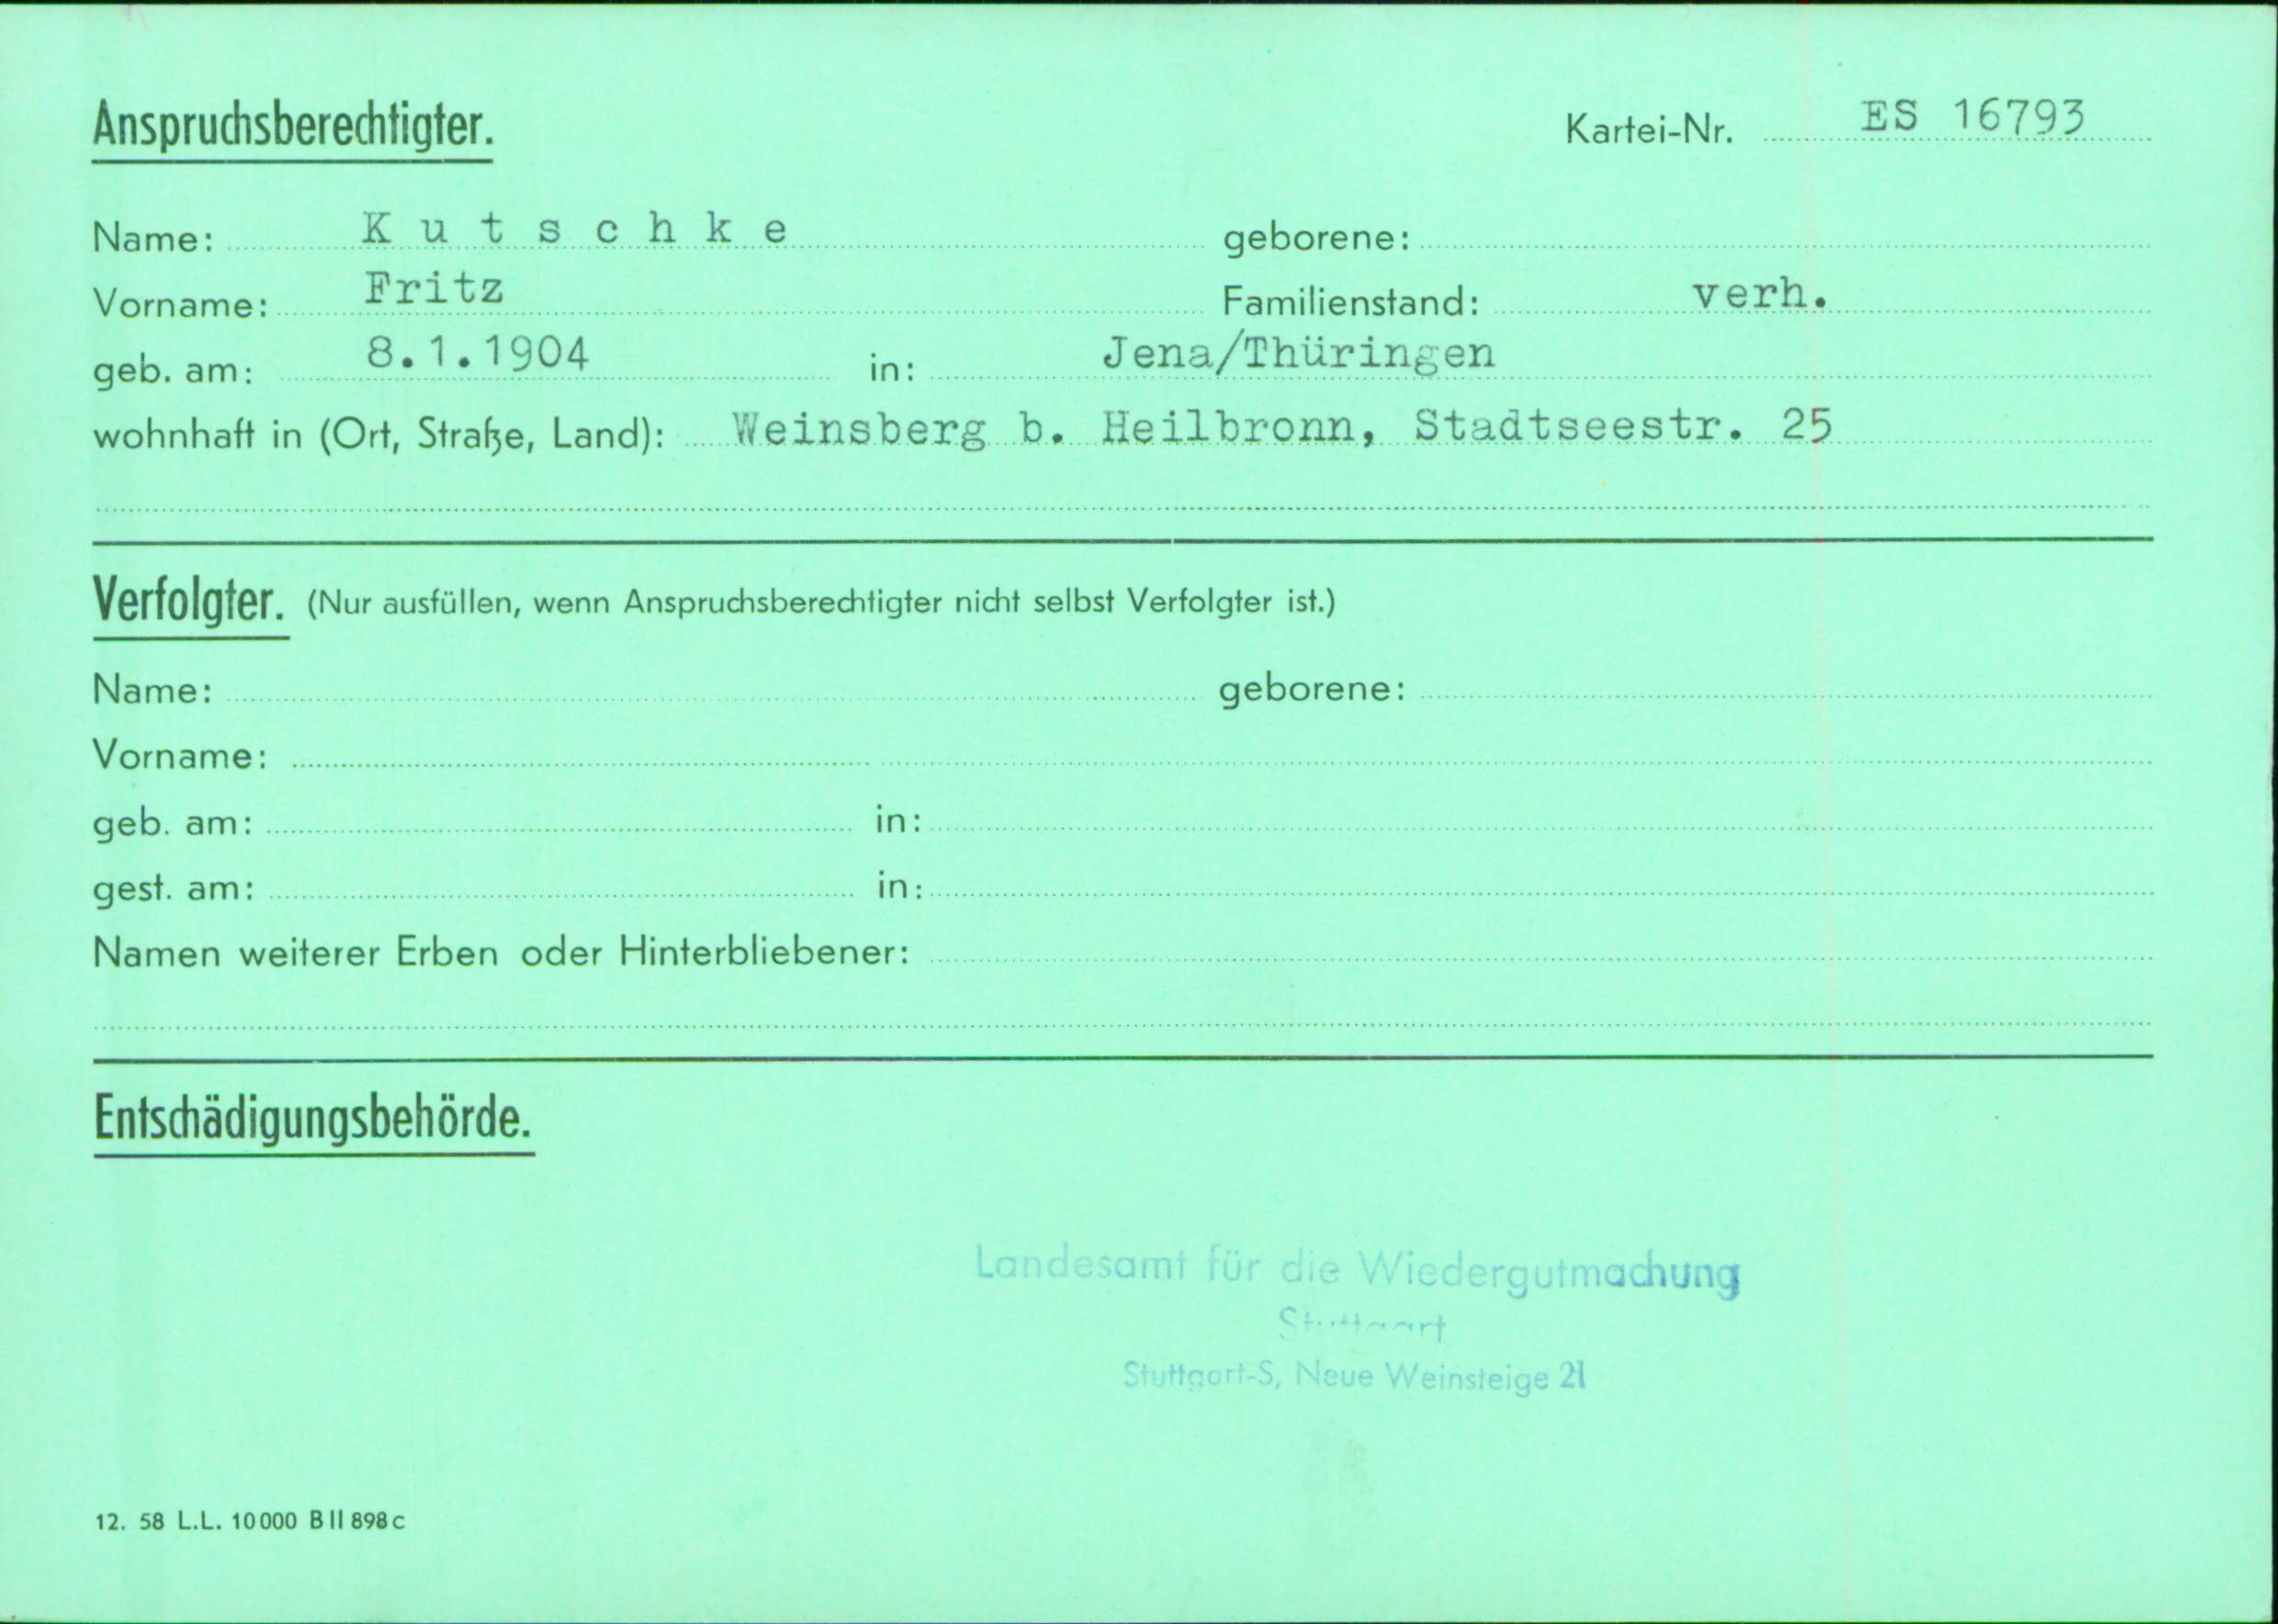 Anspruchsberechtigter.
Kartei-Nr. ES 16793
Name: Kutschke geborene:
Vorname: Fritz Familienstand: verh.
geb. am: 8.1.1904 in: Jena/Thüringen
wohnhaft in (Ort, Straße, Land): Weinsberg b. Heilbronn, Stadtseestr. 25
Verfolgter. (Nur ausfüllen, wenn Anspruchsberechtigter nicht selbst Verfolgter ist.)
Name: geborene:
Vorname:
geb. am: in:
gest. am: in:
Namen weiterer Erben oder Hinterbliebener:
Entschädigungsbehörde.
Landesamt für die Wiedergutmachung
Stuttgart
Stuttgart-S, Neue Weinsteige 21
12. 58 L.L. 10000 B II 898 c